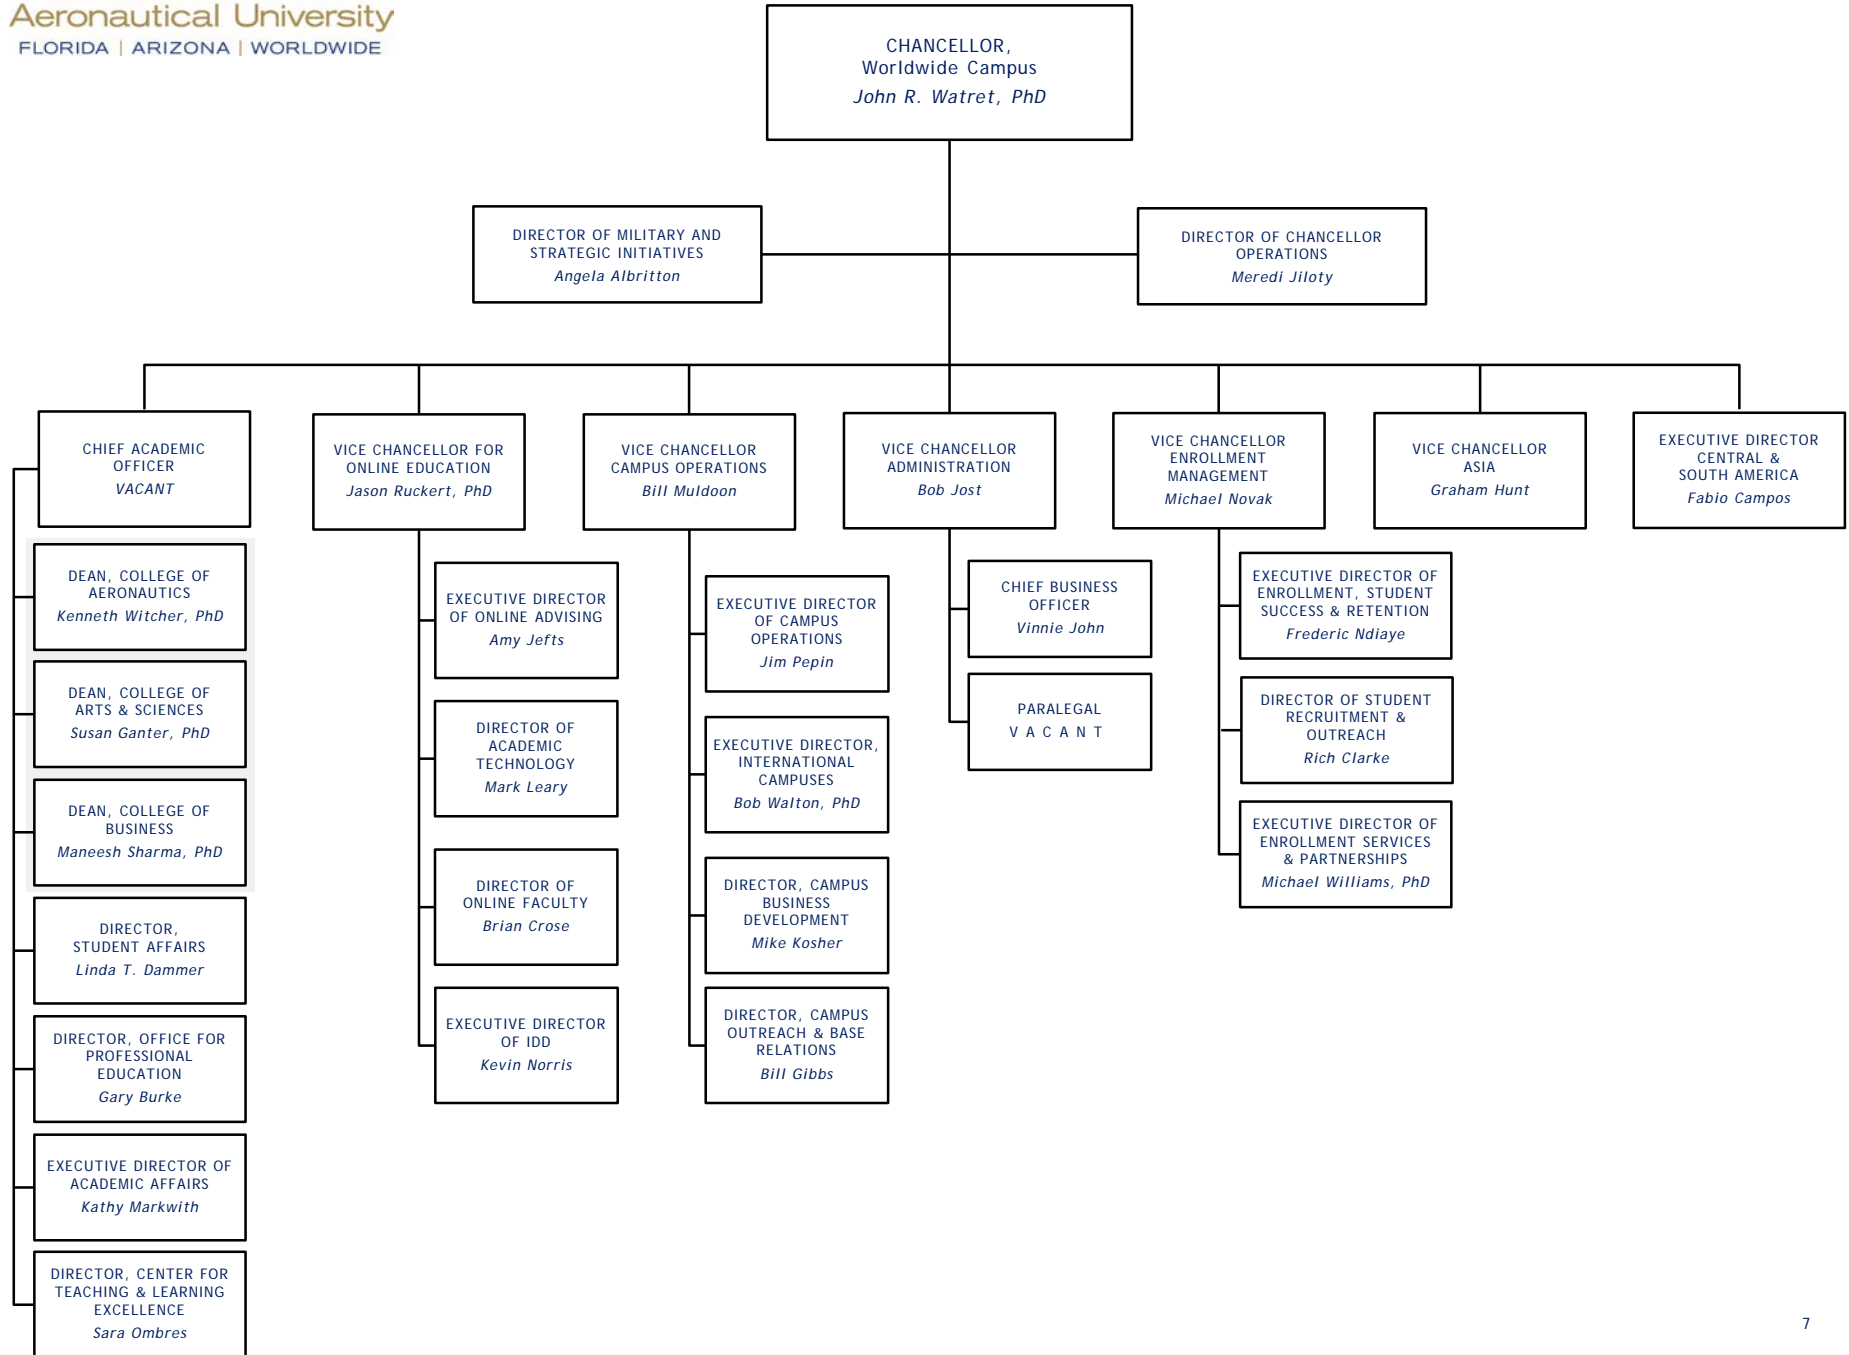 Aeronautical University
FLORIDA | ARIZONA | WORLDWIDE
CHANCELLOR,
Worldwide Campus
John R. Watret, PhD
DIRECTOR OF MILITARY AND
STRATEGIC INITIATIVES
Angela Albritton
DIRECTOR OF CHANCELLOR
OPERATIONS
Meredi Jiloty
CHIEF ACADEMIC
OFFICER
VACANT
DEAN, COLLEGE OF
AERONAUTICS
Kenneth Witcher, PhD
DEAN, COLLEGE OF
ARTS & SCIENCES
Susan Ganter, PhD
DEAN, COLLEGE OF
BUSINESS
Maneesh Sharma, PhD
DIRECTOR,
STUDENT AFFAIRS
Linda T. Dammer
DIRECTOR, OFFICE FOR
PROFESSIONAL
EDUCATION
Gary Burke
EXECUTIVE DIRECTOR OF
ACADEMIC AFFAIRS
Kathy Markwith
DIRECTOR, CENTER FOR
TEACHING & LEARNING
EXCELLENCE
Sara Ombres
VICE CHANCELLOR FOR
ONLINE EDUCATION
Jason Ruckert, PhD
EXECUTIVE DIRECTOR
OF ONLINE ADVISING
Amy Jefts
DIRECTOR OF
ACADEMIC
TECHNOLOGY
Mark Leary
DIRECTOR OF
ONLINE FACULTY
Brian Crose
EXECUTIVE DIRECTOR
OF IDD
Kevin Norris
VICE CHANCELLOR
CAMPUS OPERATIONS
Bill Muldoon
EXECUTIVE DIRECTOR
OF CAMPUS
OPERATIONS
Jim Pepin
EXECUTIVE DIRECTOR,
INTERNATIONAL
CAMPUSES
Bob Walton, PhD
DIRECTOR, CAMPUS
BUSINESS
DEVELOPMENT
Mike Kosher
DIRECTOR, CAMPUS
OUTREACH & BASE
RELATIONS
Bill Gibbs
VICE CHANCELLOR
ADMINISTRATION
Bob Jost
CHIEF BUSINESS
OFFICER
Vinnie John
PARALEGAL
V A C A N T
VICE CHANCELLOR
ENROLLMENT
MANAGEMENT
Michael Novak
EXECUTIVE DIRECTOR OF
ENROLLMENT, STUDENT
SUCCESS & RETENTION
Frederic Ndiaye
DIRECTOR OF STUDENT
RECRUITMENT &
OUTREACH
Rich Clarke
EXECUTIVE DIRECTOR OF
ENROLLMENT SERVICES
& PARTNERSHIPS
Michael Williams, PhD
VICE CHANCELLOR
ASIA
Graham Hunt
EXECUTIVE DIRECTOR
CENTRAL &
SOUTH AMERICA
Fabio Campos
7